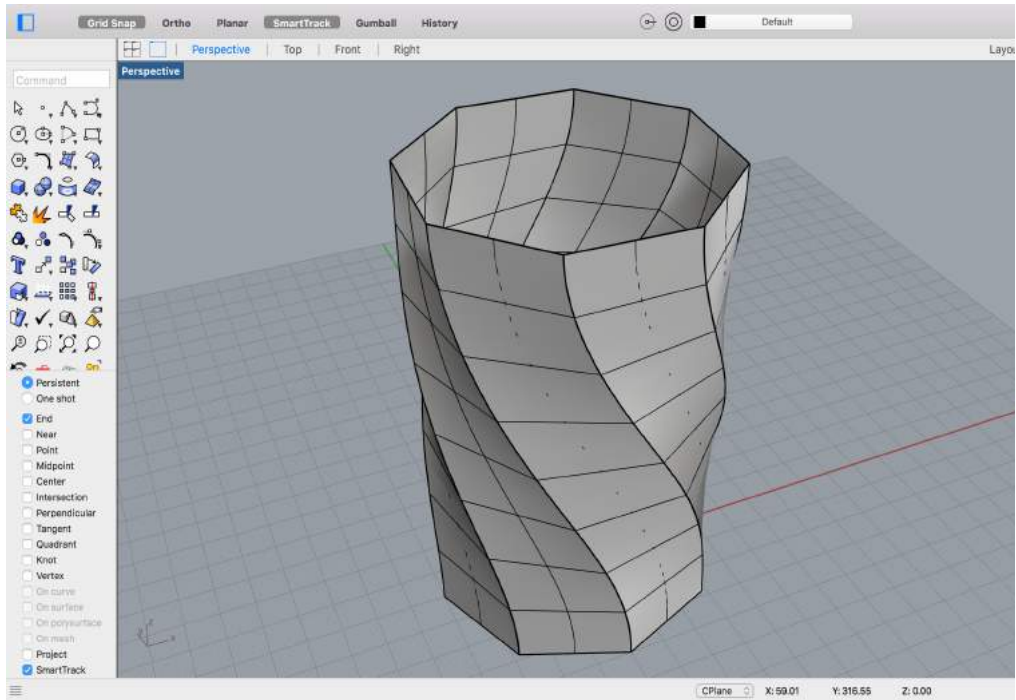 Grid Snap Ortho Planar SmartTrack Gumball History Default
Perspective | Top | Front | Right Layou
Perspective
Command
Persistent
One shot
End
Near
Point
Midpoint
Center
Intersection
Perpendicular
Tangent
Quadrant
Knot
Vertex
On curve
On surface
On polysurface
On mesh
Project
SmartTrack
z
x
CPlane X: 59.01 Y: 316.55 Z: 0.00